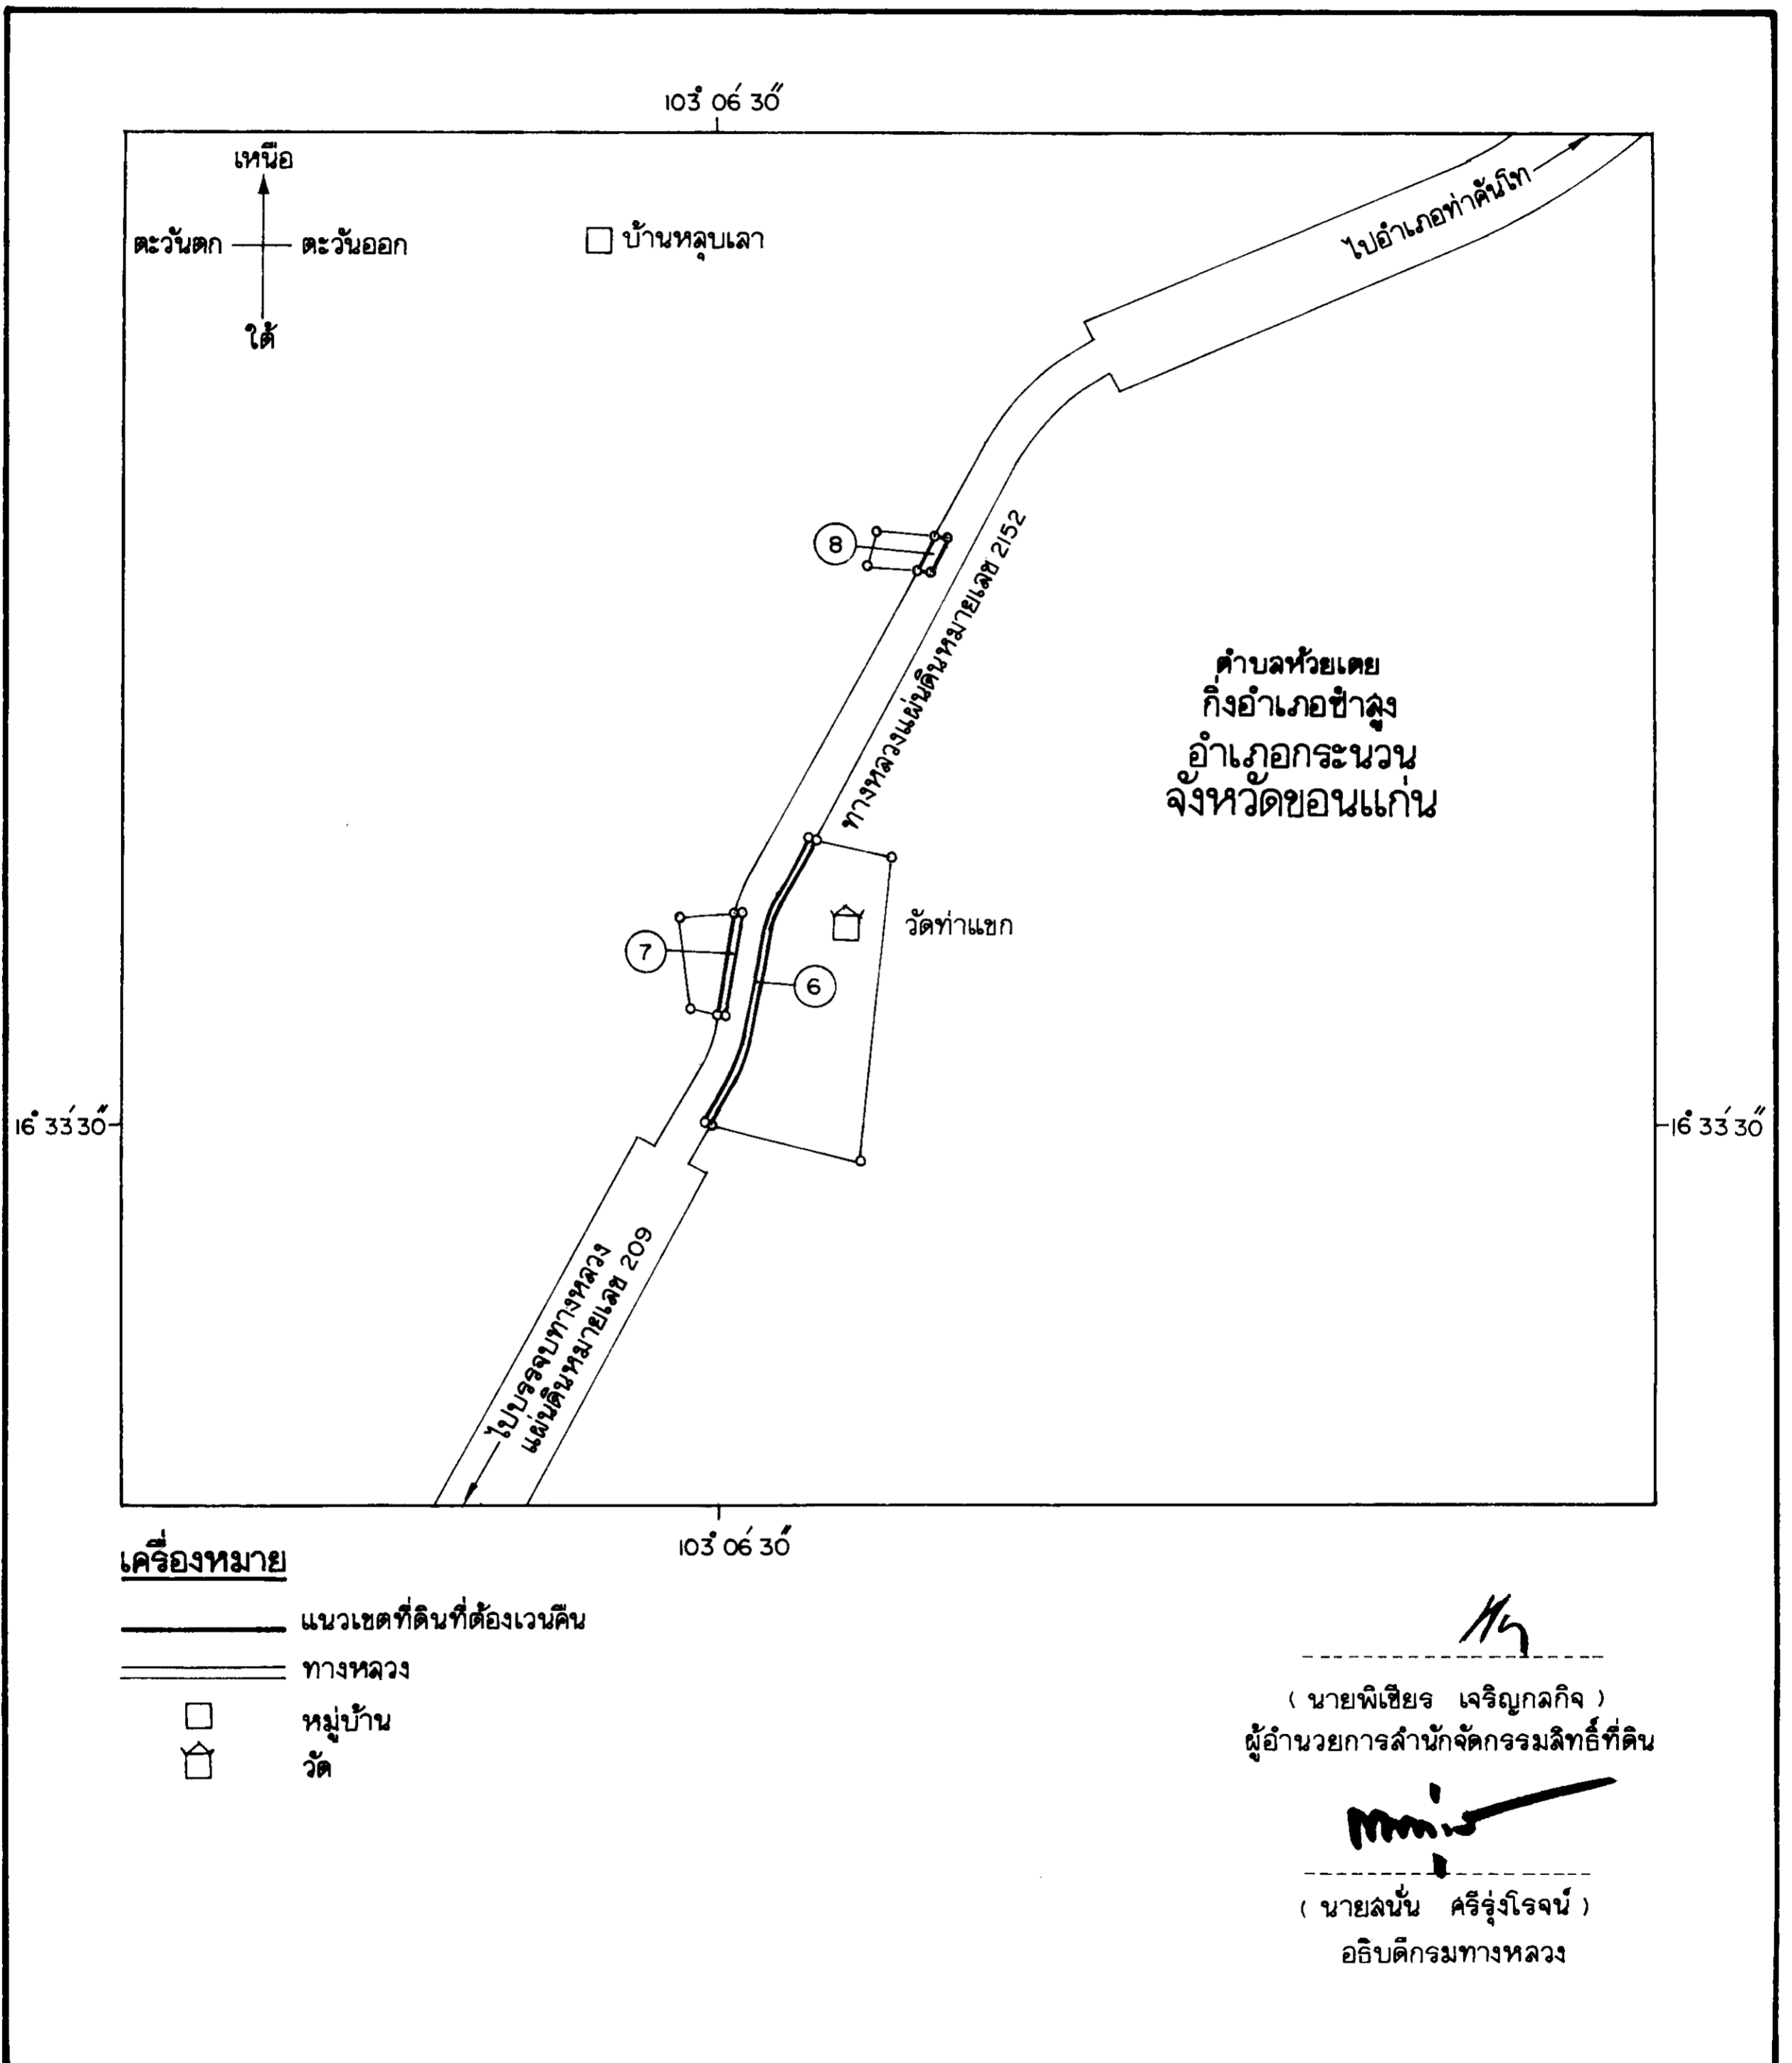 103° 06′ 30″
เหนือ
ตะวันตก ตะวันออก
ใต้
บ้านหลุบเลา
ไปอำเภอท่าคันโท
8
ทางหลวงแผ่นดินหมายเลข 2152
ตำบลห้วยเตย
กิ่งอำเภอซำสูง
อำเภอกระนวน
จังหวัดขอนแก่น
วัดท่าแขก
7
6
16° 33′ 30″
16° 33′ 30″
ไปบรรจบทางหลวง
แผ่นดินหมายเลข 209
103° 06′ 30″
เครื่องหมาย
แนวเขตที่ดินที่ต้องเวนคืน
ทางหลวง
หมู่บ้าน
วัด
( นายพิเชียร เจริญกลกิจ )
ผู้อำนวยการสำนักจัดกรรมสิทธิ์ที่ดิน
( นายสนั่น ศรีรุ่งโรจน์ )
อธิบดีกรมทางหลวง